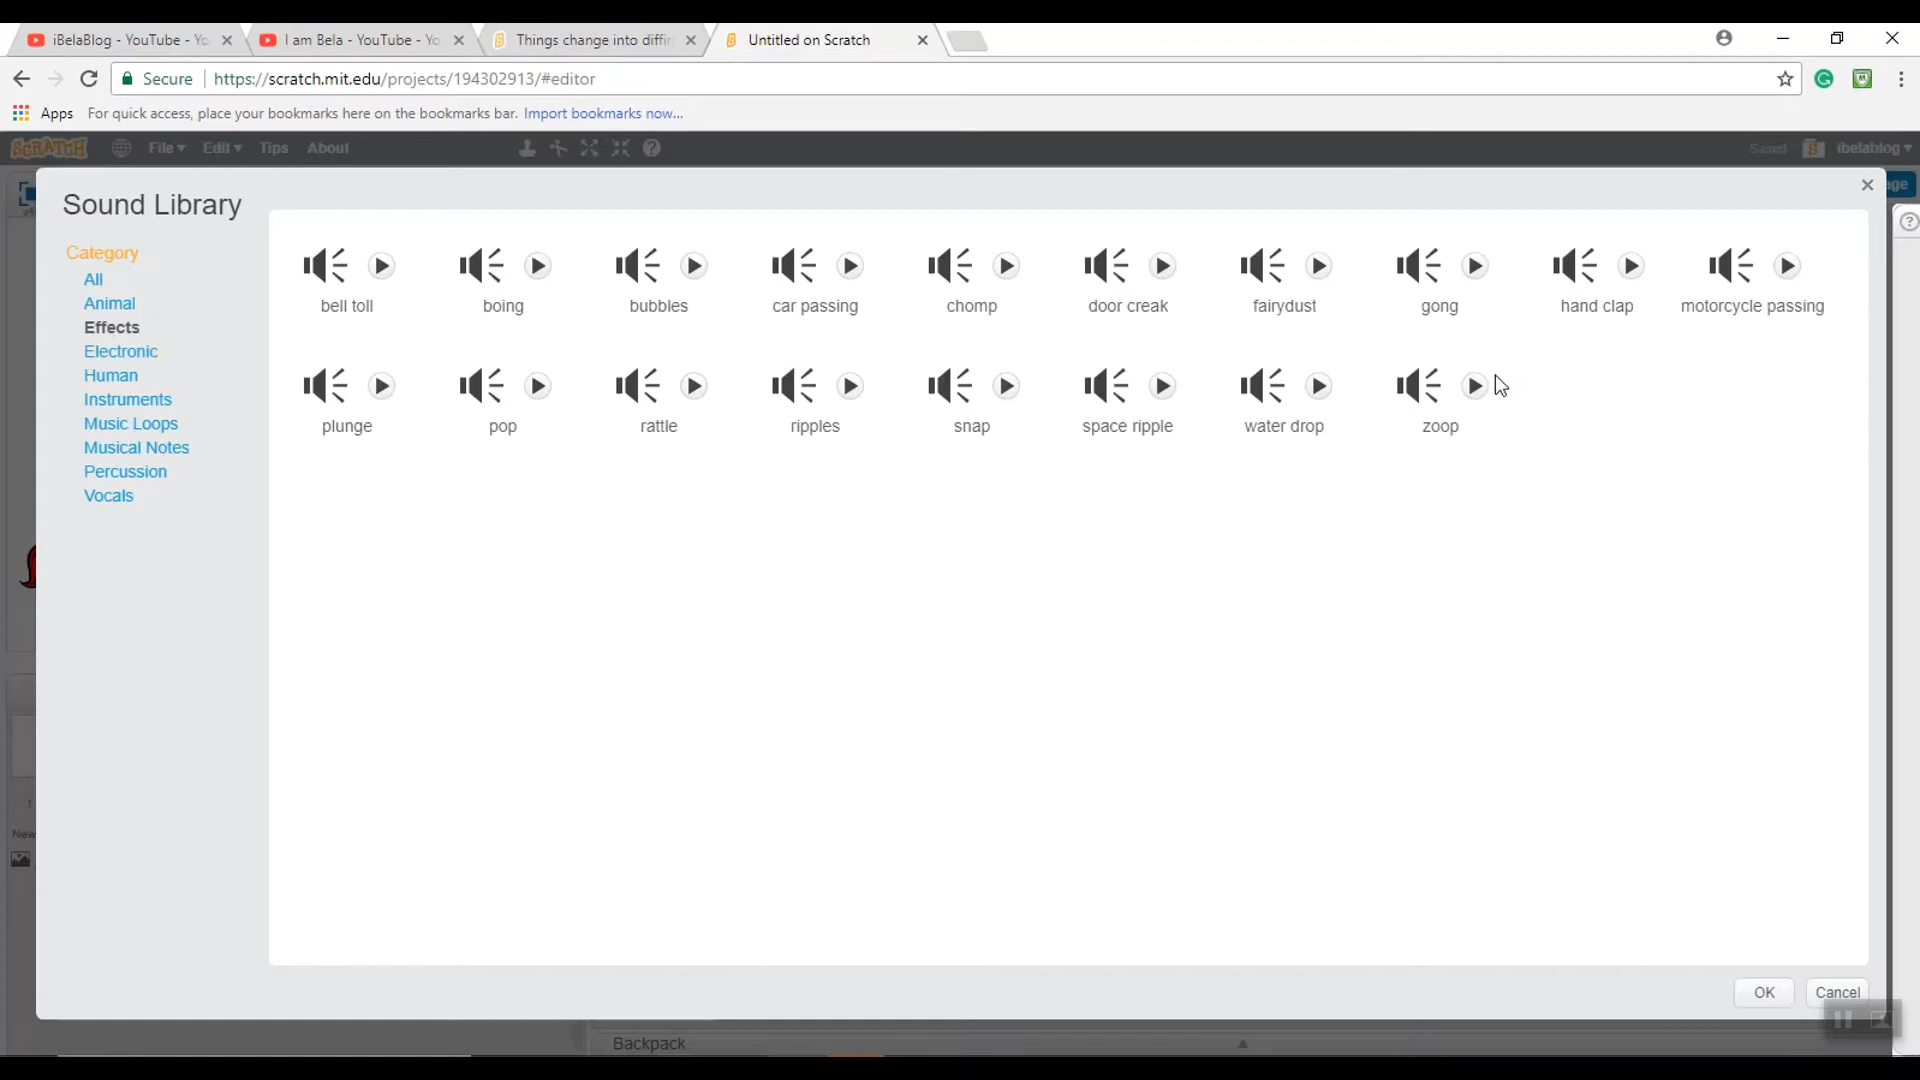 iBelaBlog - YouTube - Yo
I am Bela - YouTube - Yo
Things change into diffir
Untitled on Scratch
Secure https://scratch.mit.edu/projects/194302913/#editor
Apps For quick access, place your bookmarks here on the bookmarks bar. Import bookmarks now...
SCRATCH File Edit Tips About Saved ibelablog
Sound Library
Category
All
Animal
Effects
Electronic
Human
Instruments
Music Loops
Musical Notes
Percussion
Vocals
bell toll boing bubbles car passing chomp door creak fairydust gong hand clap motorcycle passing
plunge pop rattle ripples snap space ripple water drop zoop
New
OK Cancel
Backpack